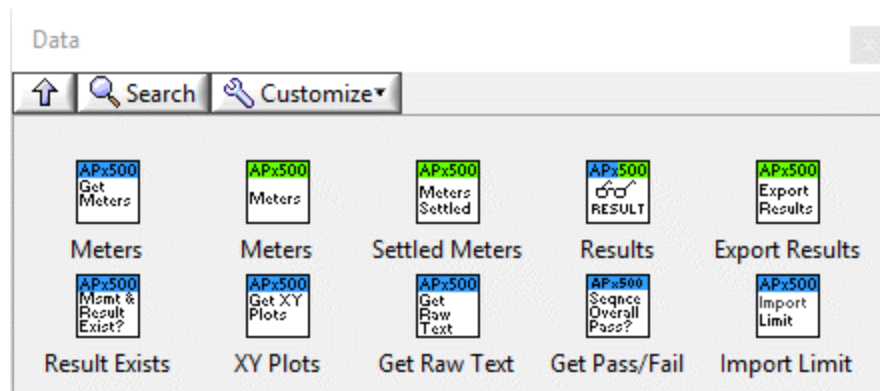 Data
Search Customize
APx500 APx500 APx500 APx500 APx500
Get Meters Meters Meters Settled RESULT Export Results
Meters Meters Settled Meters Results Export Results
APx500 APx500 APx500 APx500 APx500
Msmt & Result Exist? Get XY Plots Get Raw Text Seqnce Overall Pass? Import Limit
Result Exists XY Plots Get Raw Text Get Pass/Fail Import Limit